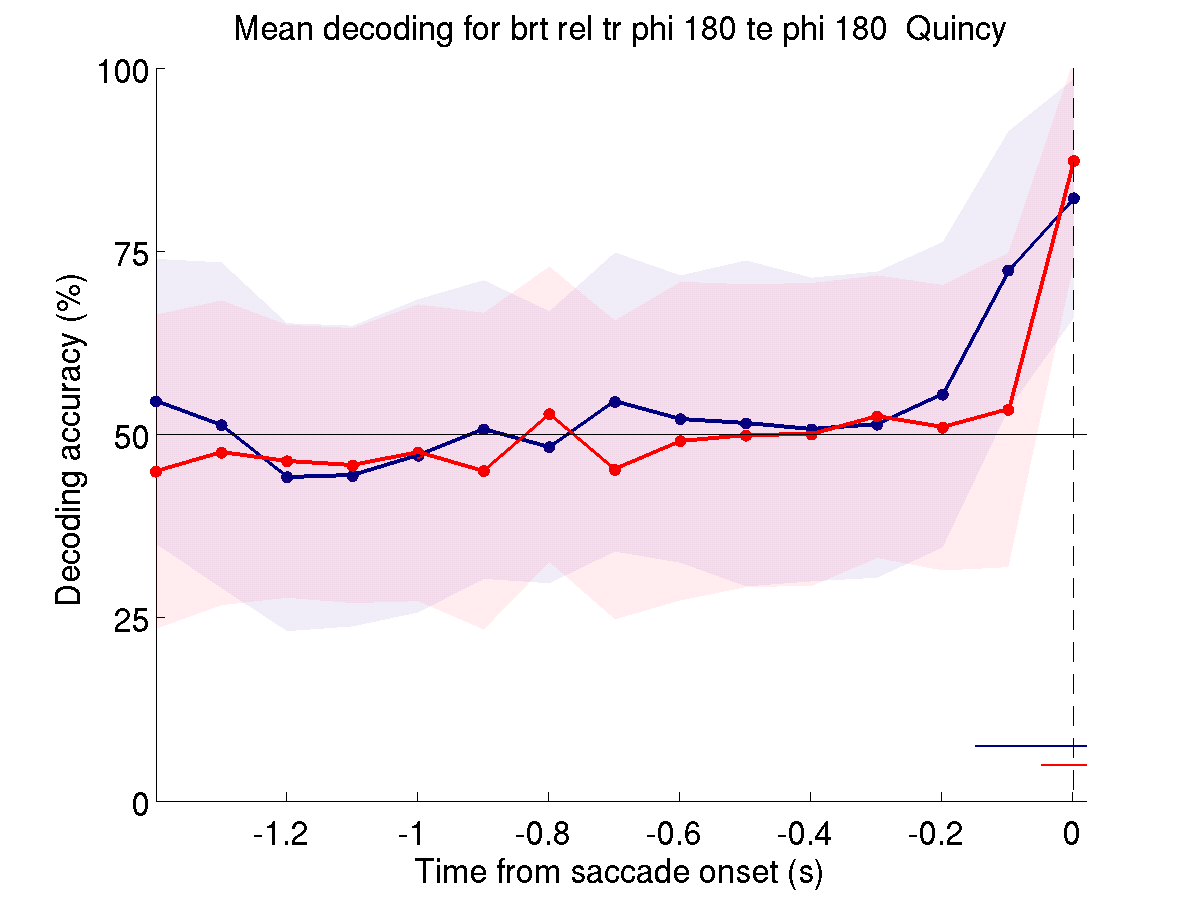 Mean decoding for brt rel tr phi 180 te phi 180  Quincy
100
75
50
25
0
Decoding accuracy (%)
-1.2 -1 -0.8 -0.6 -0.4 -0.2 0
Time from saccade onset (s)